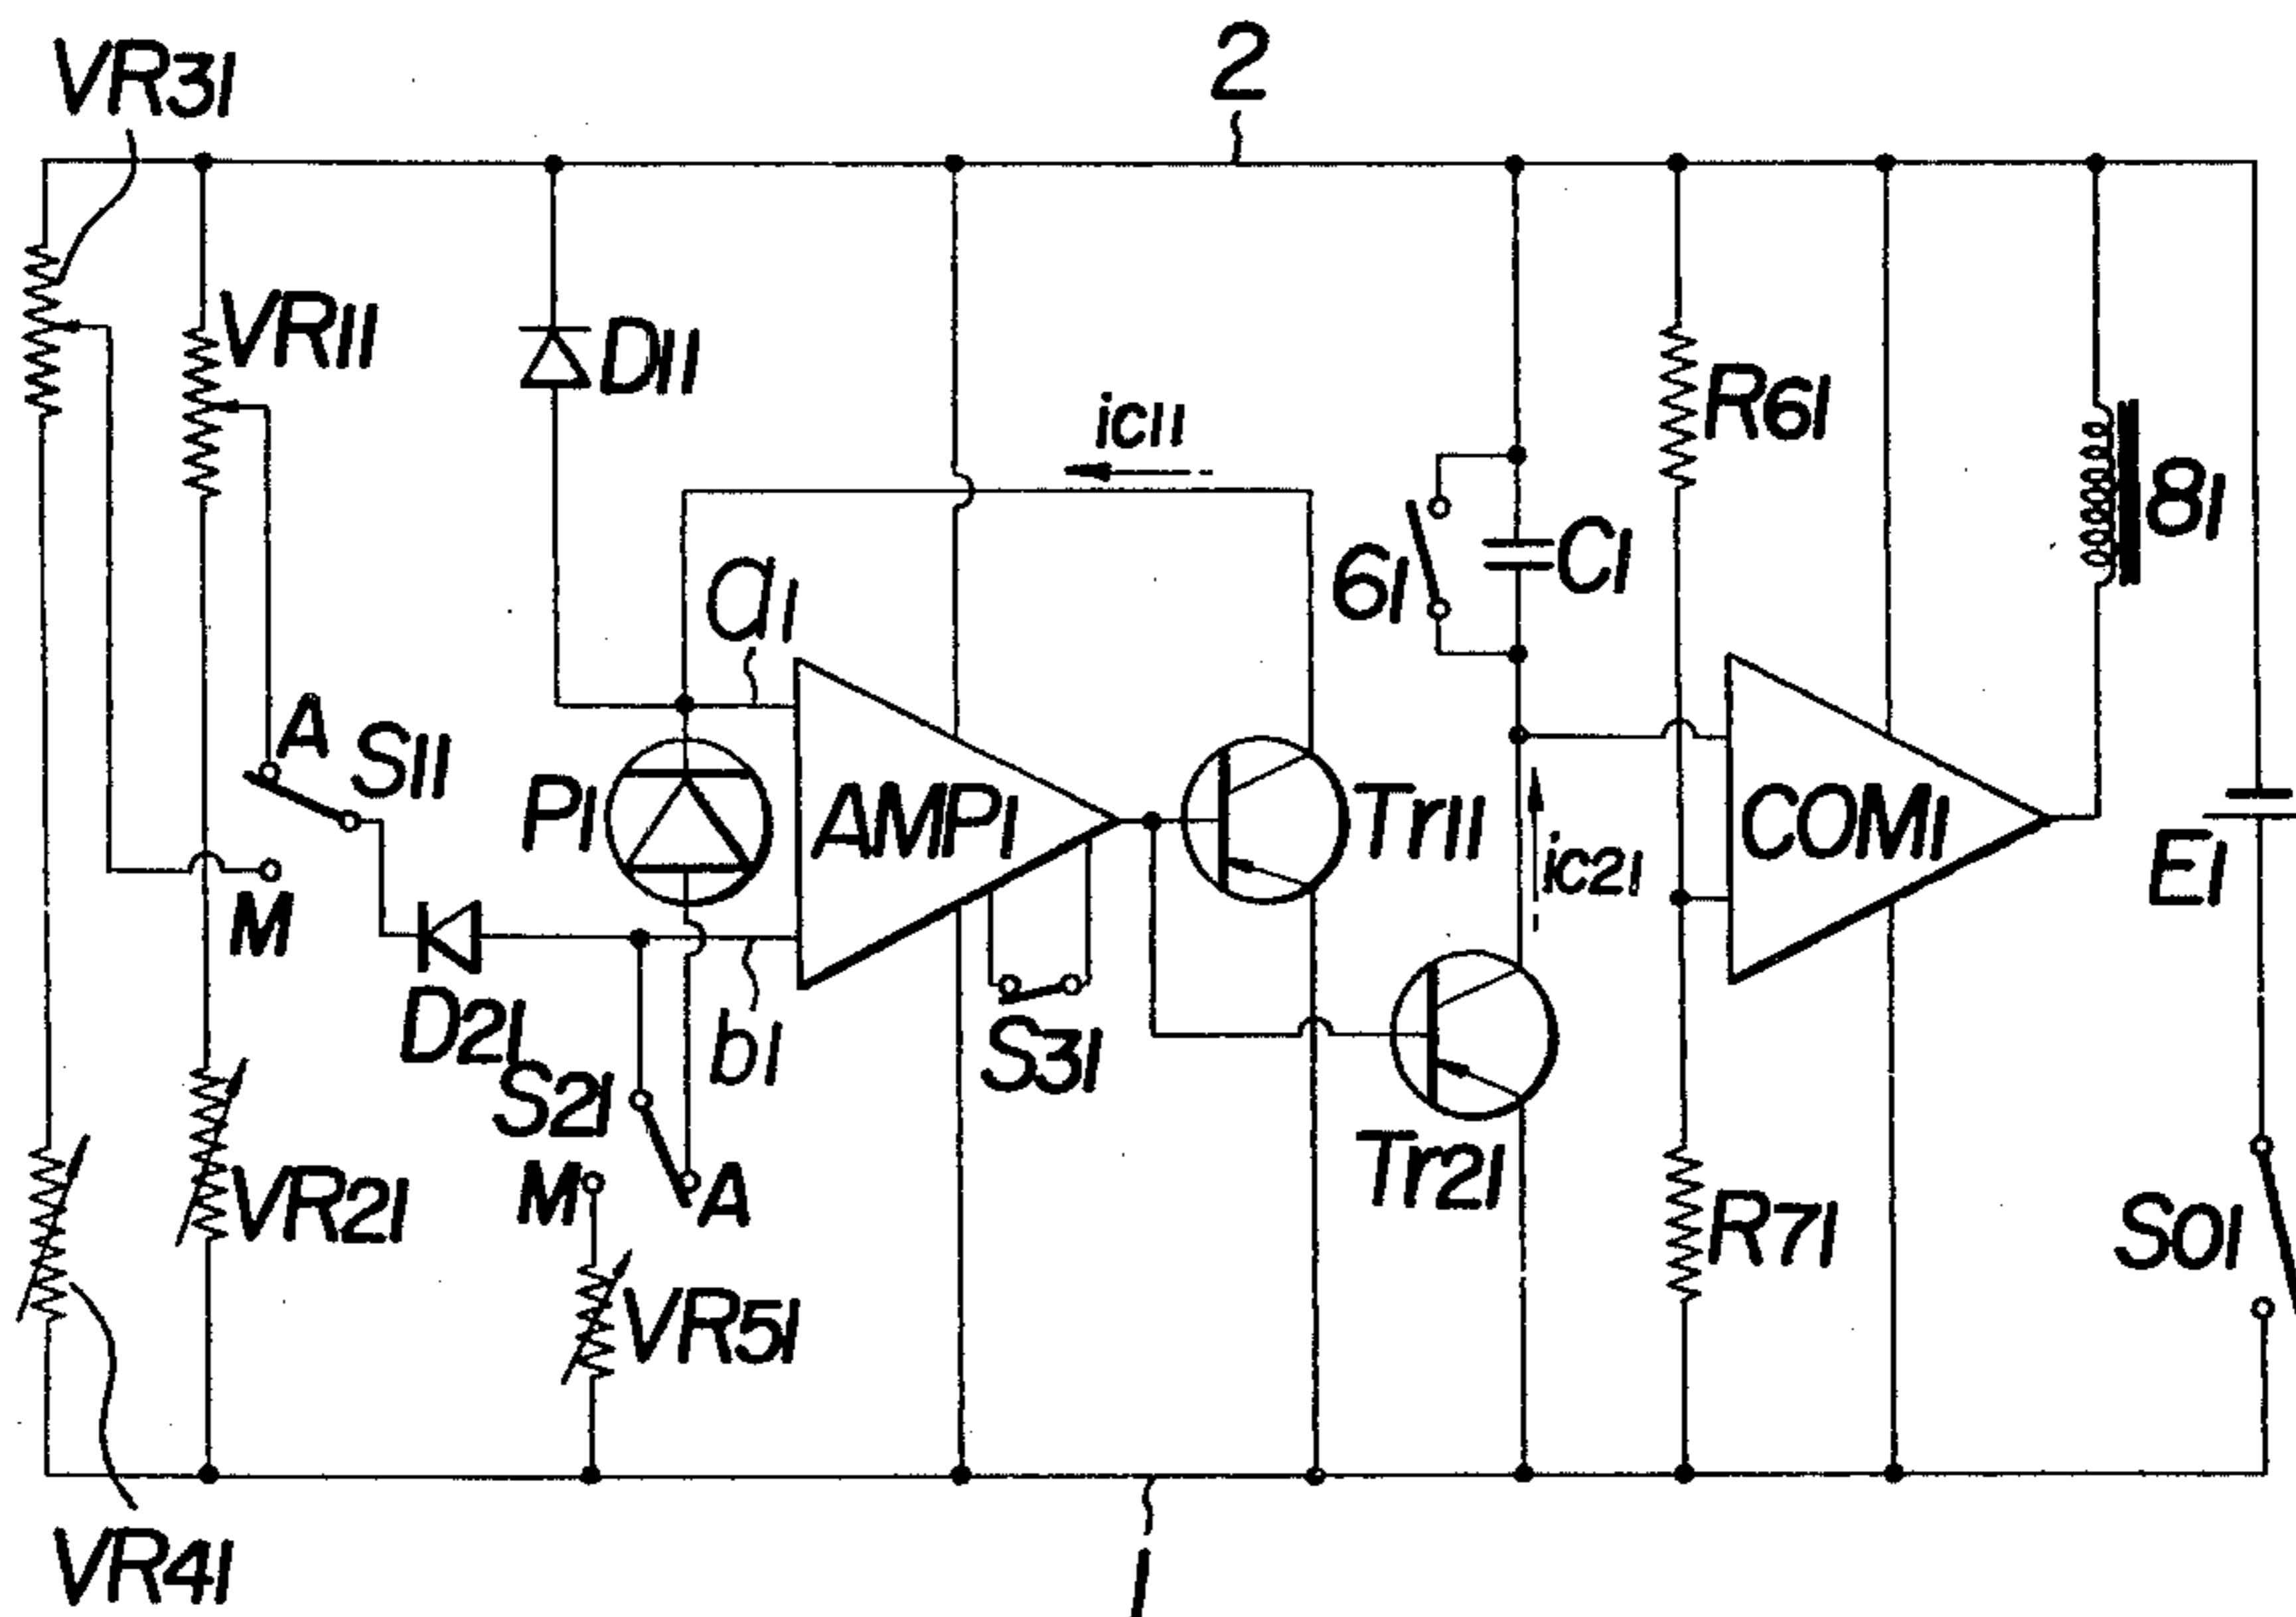 VR31
2
VR11
D11
ic11
R61
81
a1
61
C1
A
S11
P1
AMP1
Tr11
COM1
ic21
E1
M
D21
b1
S31
S21
M
A
VR21
Tr21
R71
S01
VR51
VR41
1